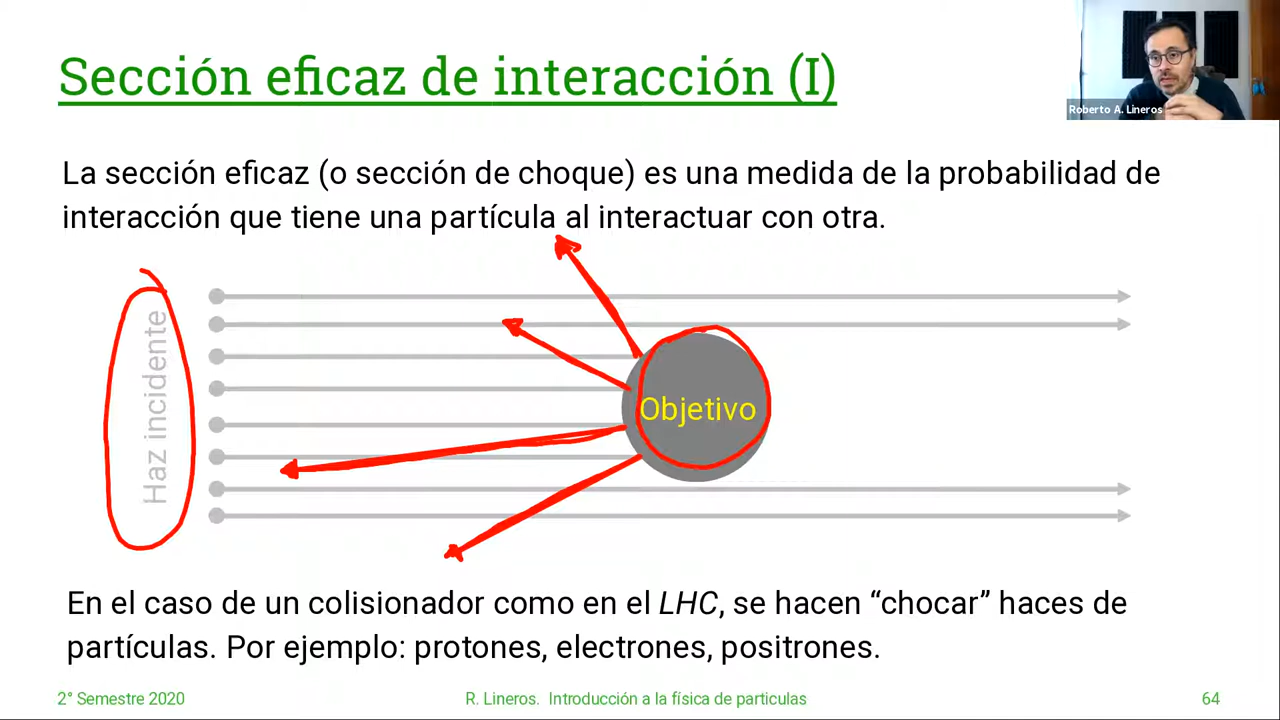 Sección eficaz de interacción (I)
Roberto A. Lineros
La sección eficaz (o sección de choque) es una medida de la probabilidad de
interacción que tiene una partícula al interactuar con otra.
Haz incidente
Objetivo
En el caso de un colisionador como en el LHC, se hacen “chocar” haces de
partículas. Por ejemplo: protones, electrones, positrones.
2° Semestre 2020
R. Lineros. Introducción a la física de particulas
64